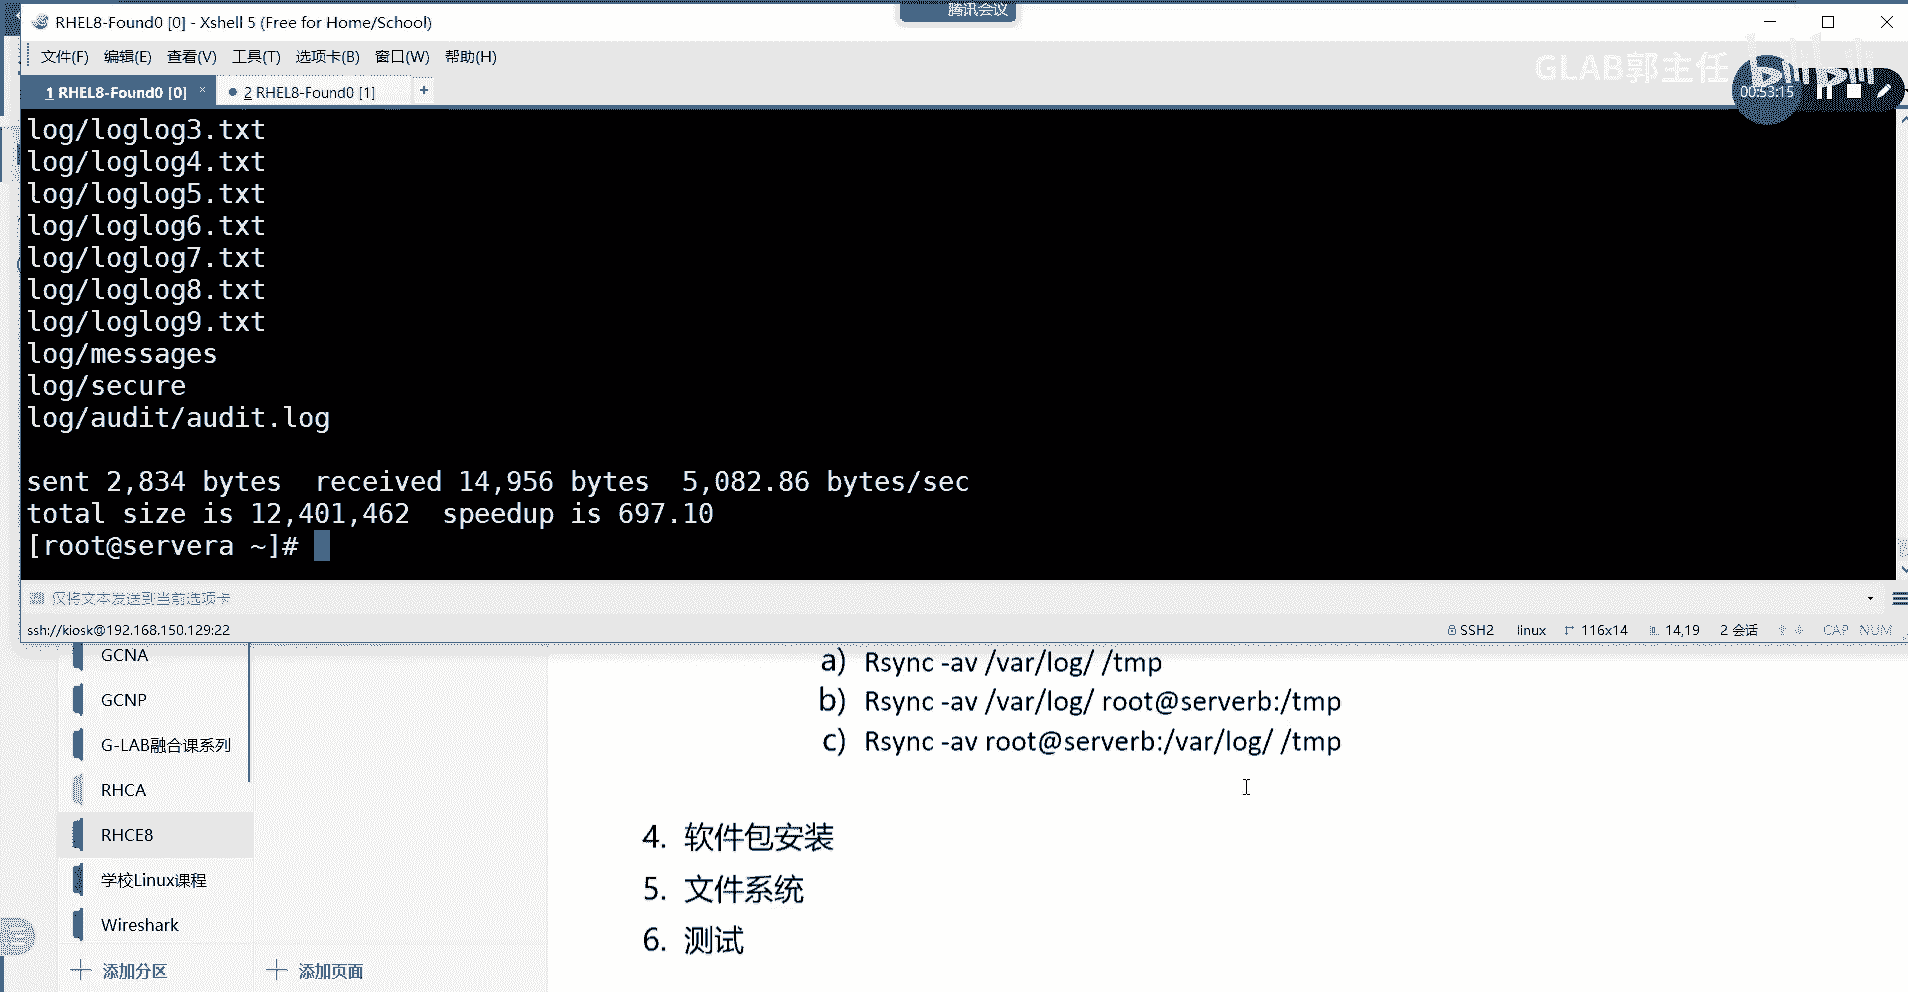 腾讯会议
RHEL8-Found0 [0] - Xshell 5 (Free for Home/School)
文件(F) 编辑(E) 查看(V) 工具(T) 选项卡(B) 窗口(W) 帮助(H)
GLAB郭主任 bilibili
1 RHEL8-Found0 [0] × 2 RHEL8-Found0 [1] +
00:53:15
log/loglog3.txt
log/loglog4.txt
log/loglog5.txt
log/loglog6.txt
log/loglog7.txt
log/loglog8.txt
log/loglog9.txt
log/messages
log/secure
log/audit/audit.log
sent 2,834 bytes  received 14,956 bytes  5,082.86 bytes/sec
total size is 12,401,462  speedup is 697.10
[root@servera ~]#
仅将文本发送到当前选项卡
ssh://kiosk@192.168.150.129:22 SSH2 linux 116x14 14,19 2 会话 CAP NUM
GCNA
GCNP
G-LAB融合课系列
RHCA
RHCE8
学校Linux课程
Wireshark
添加分区 添加页面
a) Rsync -av /var/log/ /tmp
b) Rsync -av /var/log/ root@serverb:/tmp
c) Rsync -av root@serverb:/var/log/ /tmp
4. 软件包安装
5. 文件系统
6. 测试